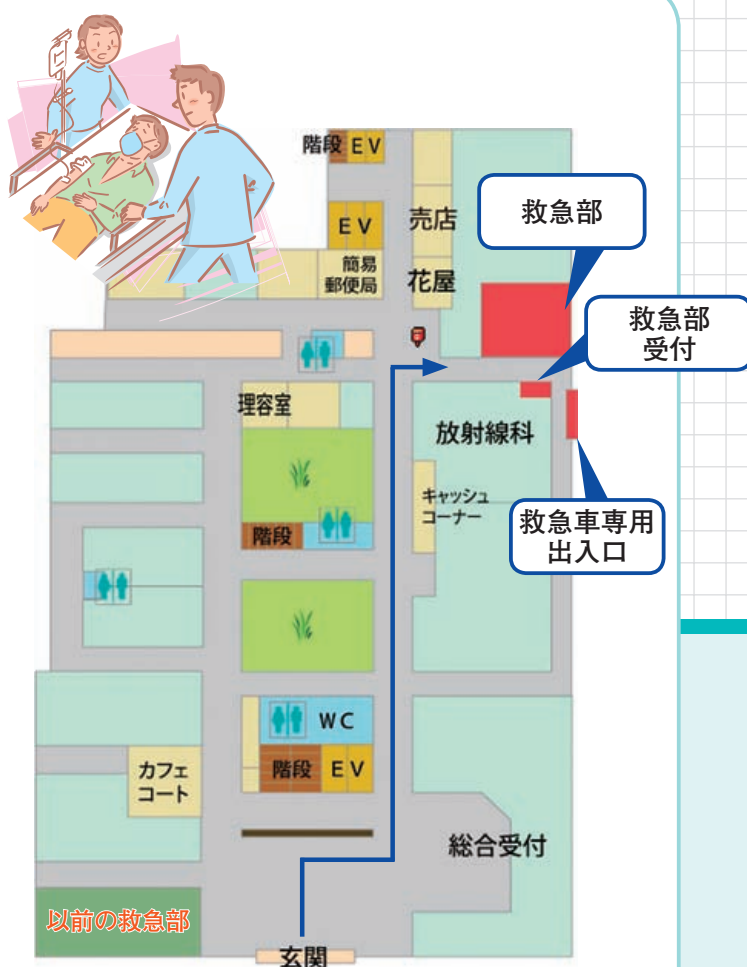 階段 EV
EV
売店
救急部
簡易
郵便局
花屋
救急部
受付
理容室
放射線科
キャッシュ
コーナー
階段
救急車専用
出入口
WC
階段 EV
カフェ
コート
総合受付
以前の救急部
玄関